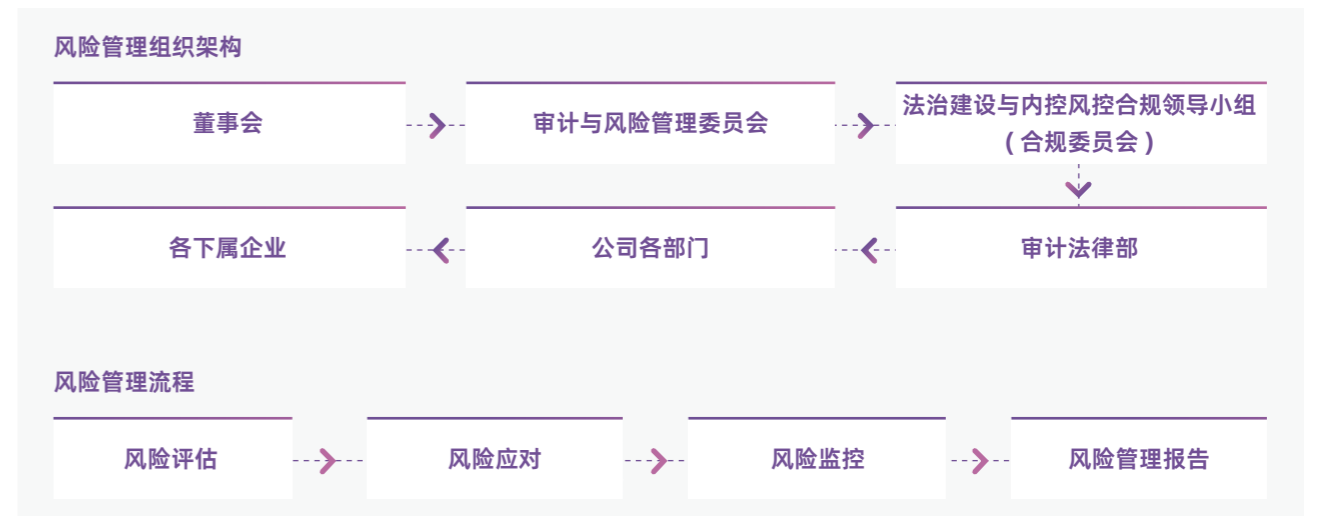 风险管理组织架构
董事会
审计与风险管理委员会
法治建设与内控风控合规领导小组
(合规委员会)
审计法律部
公司各部门
各下属企业
风险管理流程
风险评估
风险应对
风险监控
风险管理报告